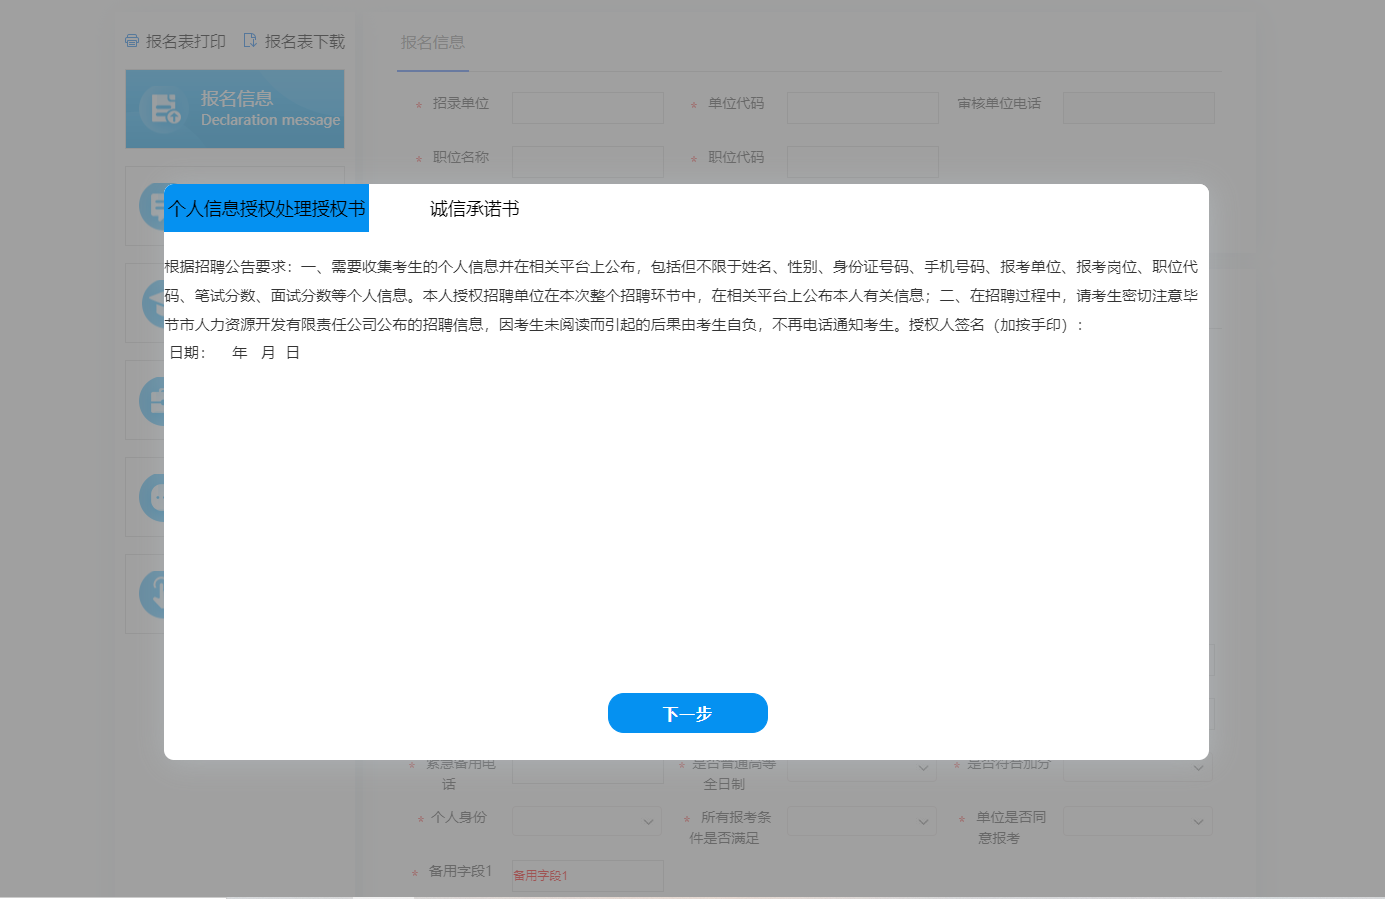 报名表打印 报名表下载
报名信息
Declaration message
报名信息
* 招录单位 * 单位代码 审核单位电话
* 职位名称 * 职位代码
个人信息授权处理授权书 诚信承诺书
根据招聘公告要求：一、需要收集考生的个人信息并在相关平台上公布，包括但不限于姓名、性别、身份证号码、手机号码、报考单位、报考岗位、职位代
码、笔试分数、面试分数等个人信息。本人授权招聘单位在本次整个招聘环节中，在相关平台上公布本人有关信息；二、在招聘过程中，请考生密切注意毕
节市人力资源开发有限责任公司公布的招聘信息，因考生未阅读而引起的后果由考生自负，不再电话通知考生。授权人签名（加按手印）：
日期： 年 月 日
下一步
* 紧急备用电 * 是否普通高等 * 是否符合加分
话 全日制
* 个人身份 * 所有报考条 * 单位是否同
件是否满足 意报考
* 备用字段1 备用字段1